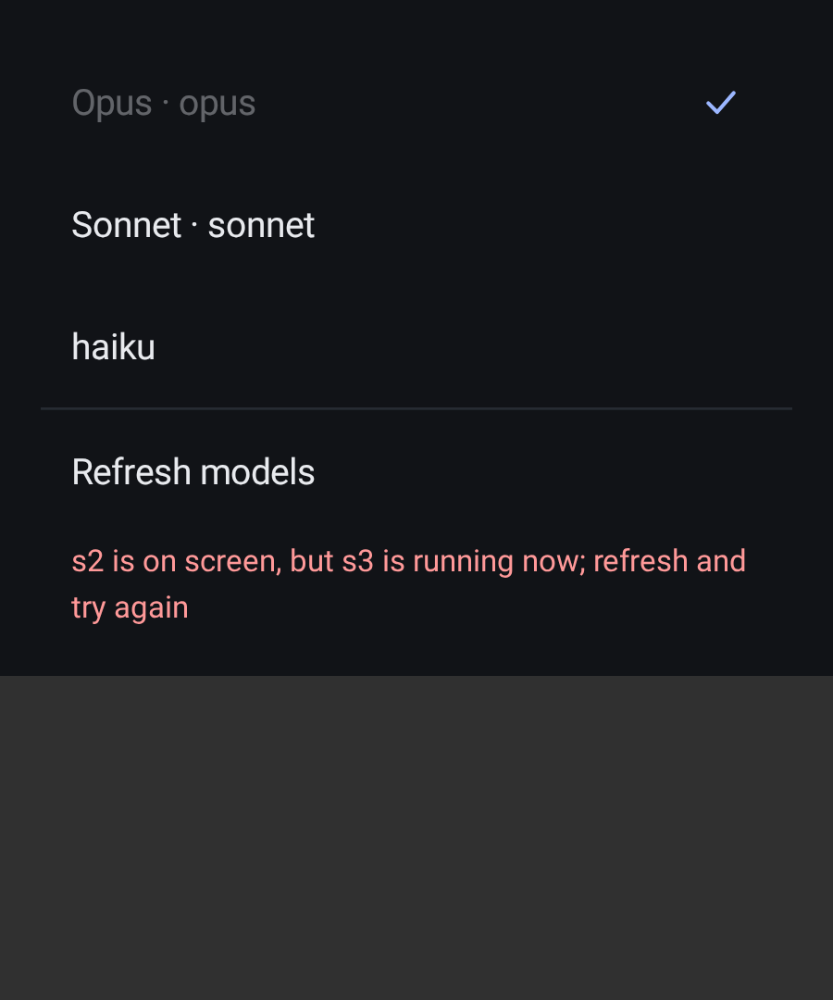 Opus · opus
Sonnet · sonnet
haiku
Refresh models
s2 is on screen, but s3 is running now; refresh and
try again